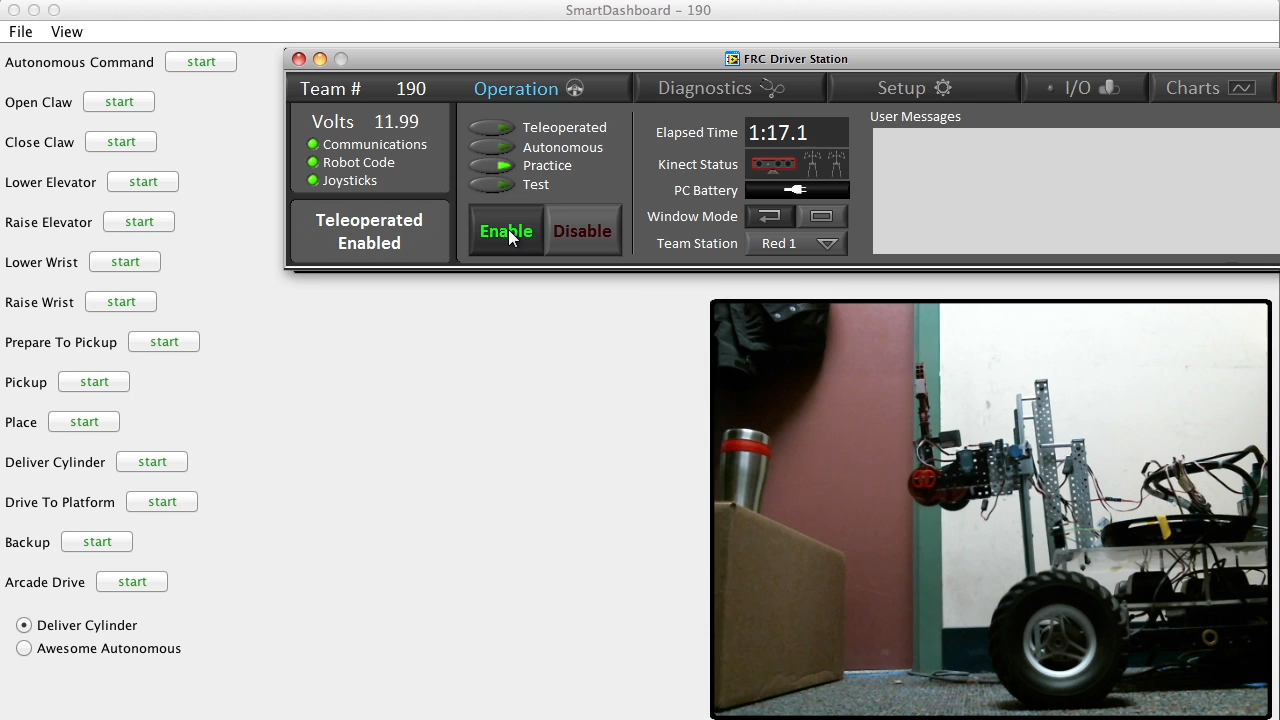 SmartDashboard - 190
File View
Autonomous Command start
Open Claw start
Close Claw start
Lower Elevator start
Raise Elevator start
Lower Wrist start
Raise Wrist start
Prepare To Pickup start
Pickup start
Place start
Deliver Cylinder start
Drive To Platform start
Backup start
Arcade Drive start
Deliver Cylinder
Awesome Autonomous
FRC Driver Station
Team # 190 Operation Diagnostics Setup I/O Charts
Volts 11.99
Communications
Robot Code
Joysticks
Teleoperated
Enabled
Teleoperated
Autonomous
Practice
Test
Enable Disable
Elapsed Time 1:17.1
Kinect Status
PC Battery
Window Mode
Team Station Red 1
User Messages